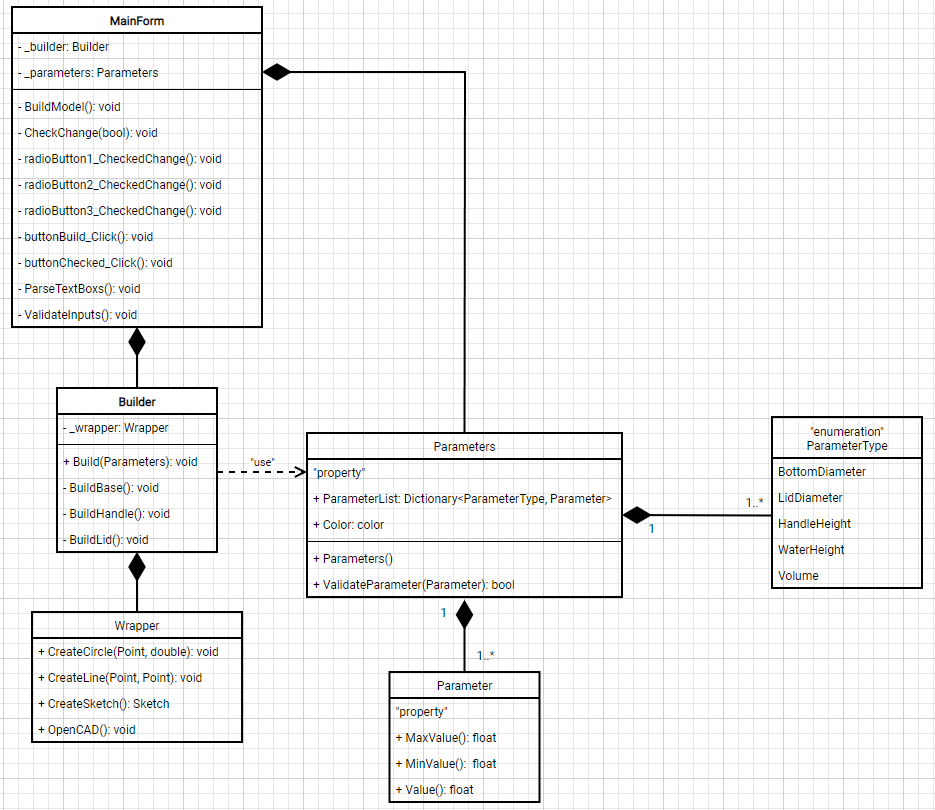 MainForm
- _builder: Builder
- _parameters: Parameters
- BuildModel(): void
- CheckChange(bool): void
- radioButton1_CheckedChange(): void
- radioButton2_CheckedChange(): void
- radioButton3_CheckedChange(): void
- buttonBuild_Click(): void
- buttonChecked_Click(): void
- ParseTextBoxs(): void
- ValidateInputs(): void
Builder
- _wrapper: Wrapper
+ Build(Parameters): void
- BuildBase(): void
- BuildHandle(): void
- BuildLid(): void
"use"
Parameters
"property"
+ ParameterList: Dictionary<ParameterType, Parameter>
+ Color: color
+ Parameters()
+ ValidateParameter(Parameter): bool
1..*
1
"enumeration"
ParameterType
BottomDiameter
LidDiameter
HandleHeight
WaterHeight
Volume
Wrapper
+ CreateCircle(Point, double): void
+ CreateLine(Point, Point): void
+ CreateSketch(): Sketch
+ OpenCAD(): void
1
1..*
Parameter
"property"
+ MaxValue(): float
+ MinValue(): float
+ Value(): float